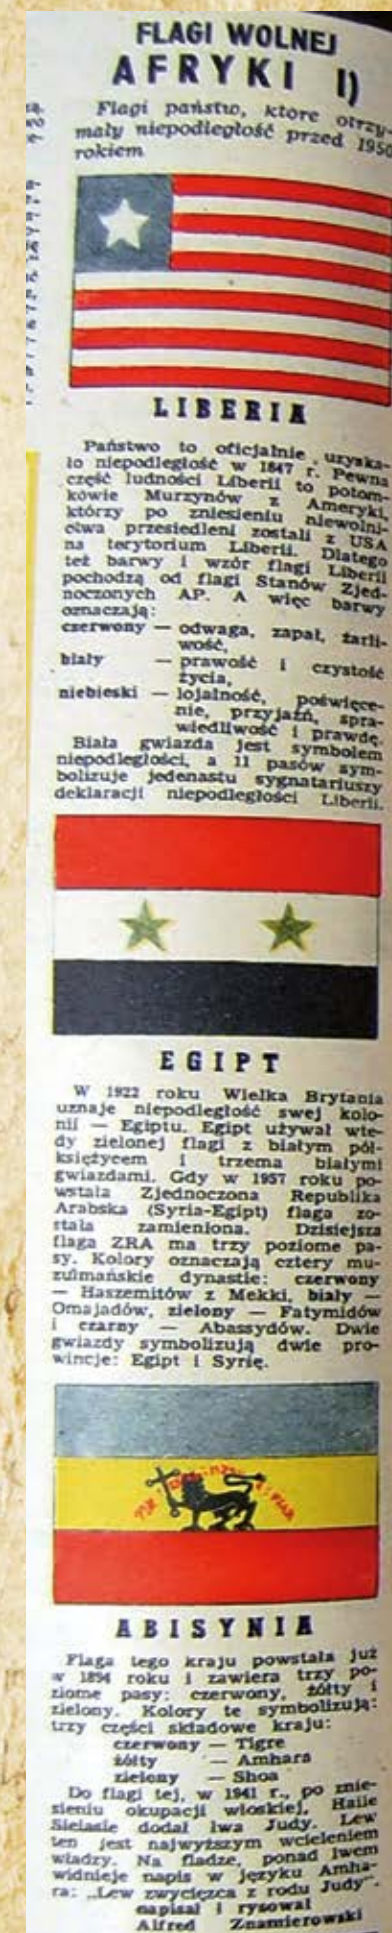 FLAGI WOLNEJ
AFRYKI I)
Flagi państw, ktore otrzy-
mały niepodległość przed 1950
rokiem
LIBERIA
Państwo to oficjalnie uzyska-
ło niepodległość w 1847 r. Pewna
część ludności Liberii to potom-
kowie Murzynów z Ameryki,
którzy po zniesieniu niewolni-
ctwa przesiedleni zostali z USA
na terytorium Liberii. Dlatego
też barwy i wzór flagi Liberii
pochodzą od flagi Stanów Zjed-
noczonych AP. A więc barwy
oznaczają:
czerwony — odwaga, zapał, żarli-
wość,
biały — prawość i czystość
życia,
niebieski — lojalność, poświęce-
nie, przyjaźń, spra-
wiedliwość i prawdę.
Biała gwiazda jest symbolem
niepodległości, a 11 pasów sym-
bolizuje jedenastu sygnatariuszy
deklaracji niepodległości Liberii.
EGIPT
W 1922 roku Wielka Brytania
uznaje niepodległość swej kolo-
nii — Egiptu. Egipt używał wte-
dy zielonej flagi z białym pół-
księżycem i trzema białymi
gwiazdami. Gdy w 1957 roku po-
wstała Zjednoczona Republika
Arabska (Syria-Egipt) flaga zo-
stała zamieniona. Dzisiejsza
flaga ZRA ma trzy poziome pa-
sy. Kolory oznaczają cztery mu-
zułmańskie dynastie: czerwony
— Haszemitów z Mekki, biały —
Omajadów, zielony — Fatymidów
i czarny — Abassydów. Dwie
gwiazdy symbolizują dwie pro-
wincje: Egipt i Syrię.
ABISYNIA
Flaga tego kraju powstała już
w 1894 roku i zawiera trzy po-
ziome pasy: czerwony, żółty i
zielony. Kolory te symbolizują:
trzy części składowe kraju:
czerwony — Tigre
żółty — Amhara
zielony — Shoa
Do flagi tej, w 1941 r., po znie-
sieniu okupacji włoskiej, Haile
Sielasie dodał lwa Judy. Lew
ten jest najwyższym wcieleniem
władzy. Na fladze, ponad lwem
widnieje napis w języku Amha-
ra: „Lew zwycięzca z rodu Judy".
napisał i rysował
Alfred Znamierowski